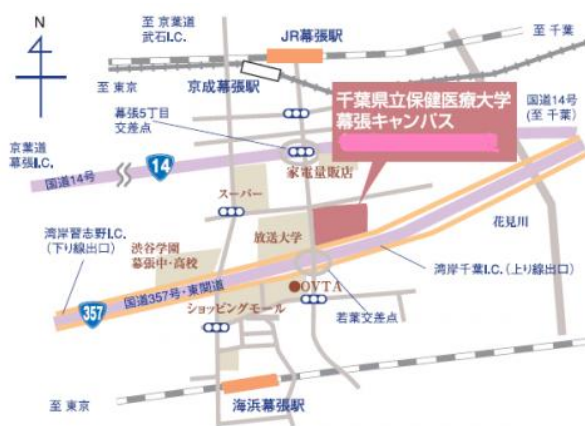 N
至 京葉道
武石I.C.
JR幕張駅
至 千葉
至 東京
京成幕張駅
千葉県立保健医療大学
幕張キャンパス
国道14号
(至 千葉)
幕張5丁目
交差点
京葉道
幕張I.C.
14
国道14号
家電量販店
スーパー
湾岸習志野I.C.
(下り線出口)
渋谷学園
幕張中・高校
放送大学
花見川
国道357号・東関道
湾岸千葉I.C.(上り線出口)
OVTA
357
ショッピングモール
若葉交差点
至 東京
海浜幕張駅